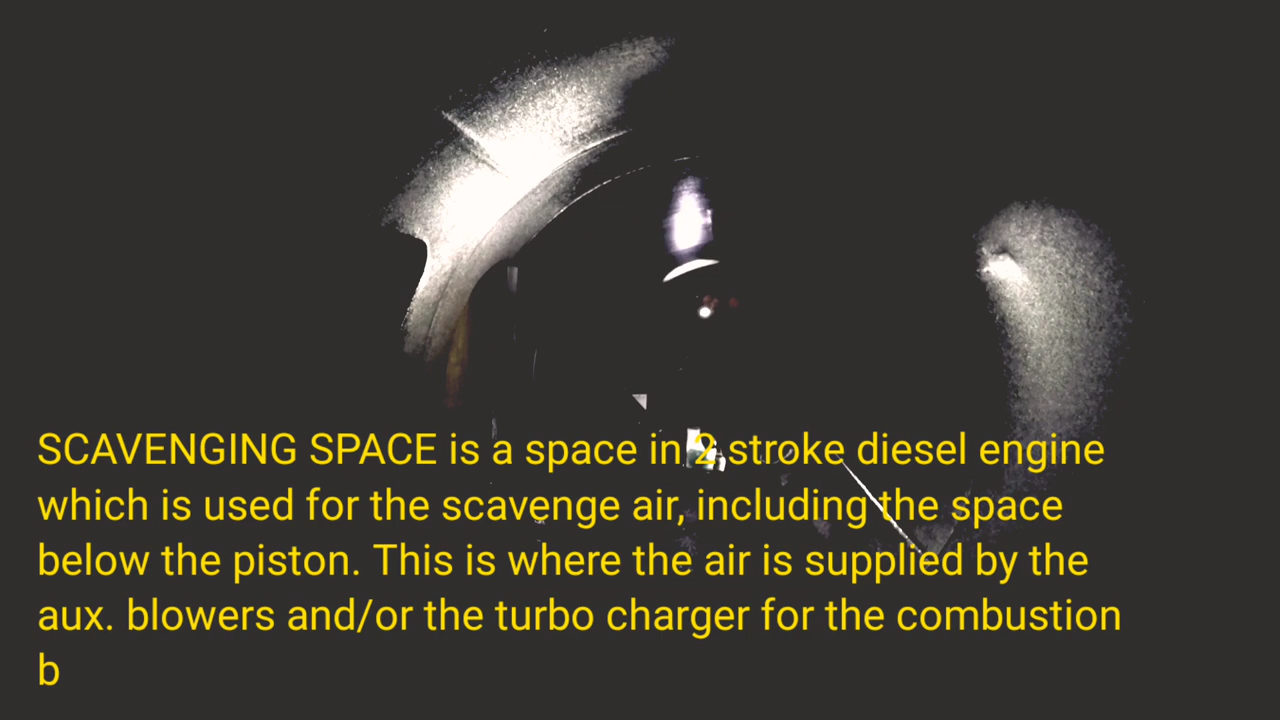 SCAVENGING SPACE is a space in 2 stroke diesel engine
which is used for the scavenge air, including the space
below the piston. This is where the air is supplied by the
aux. blowers and/or the turbo charger for the combustion
b